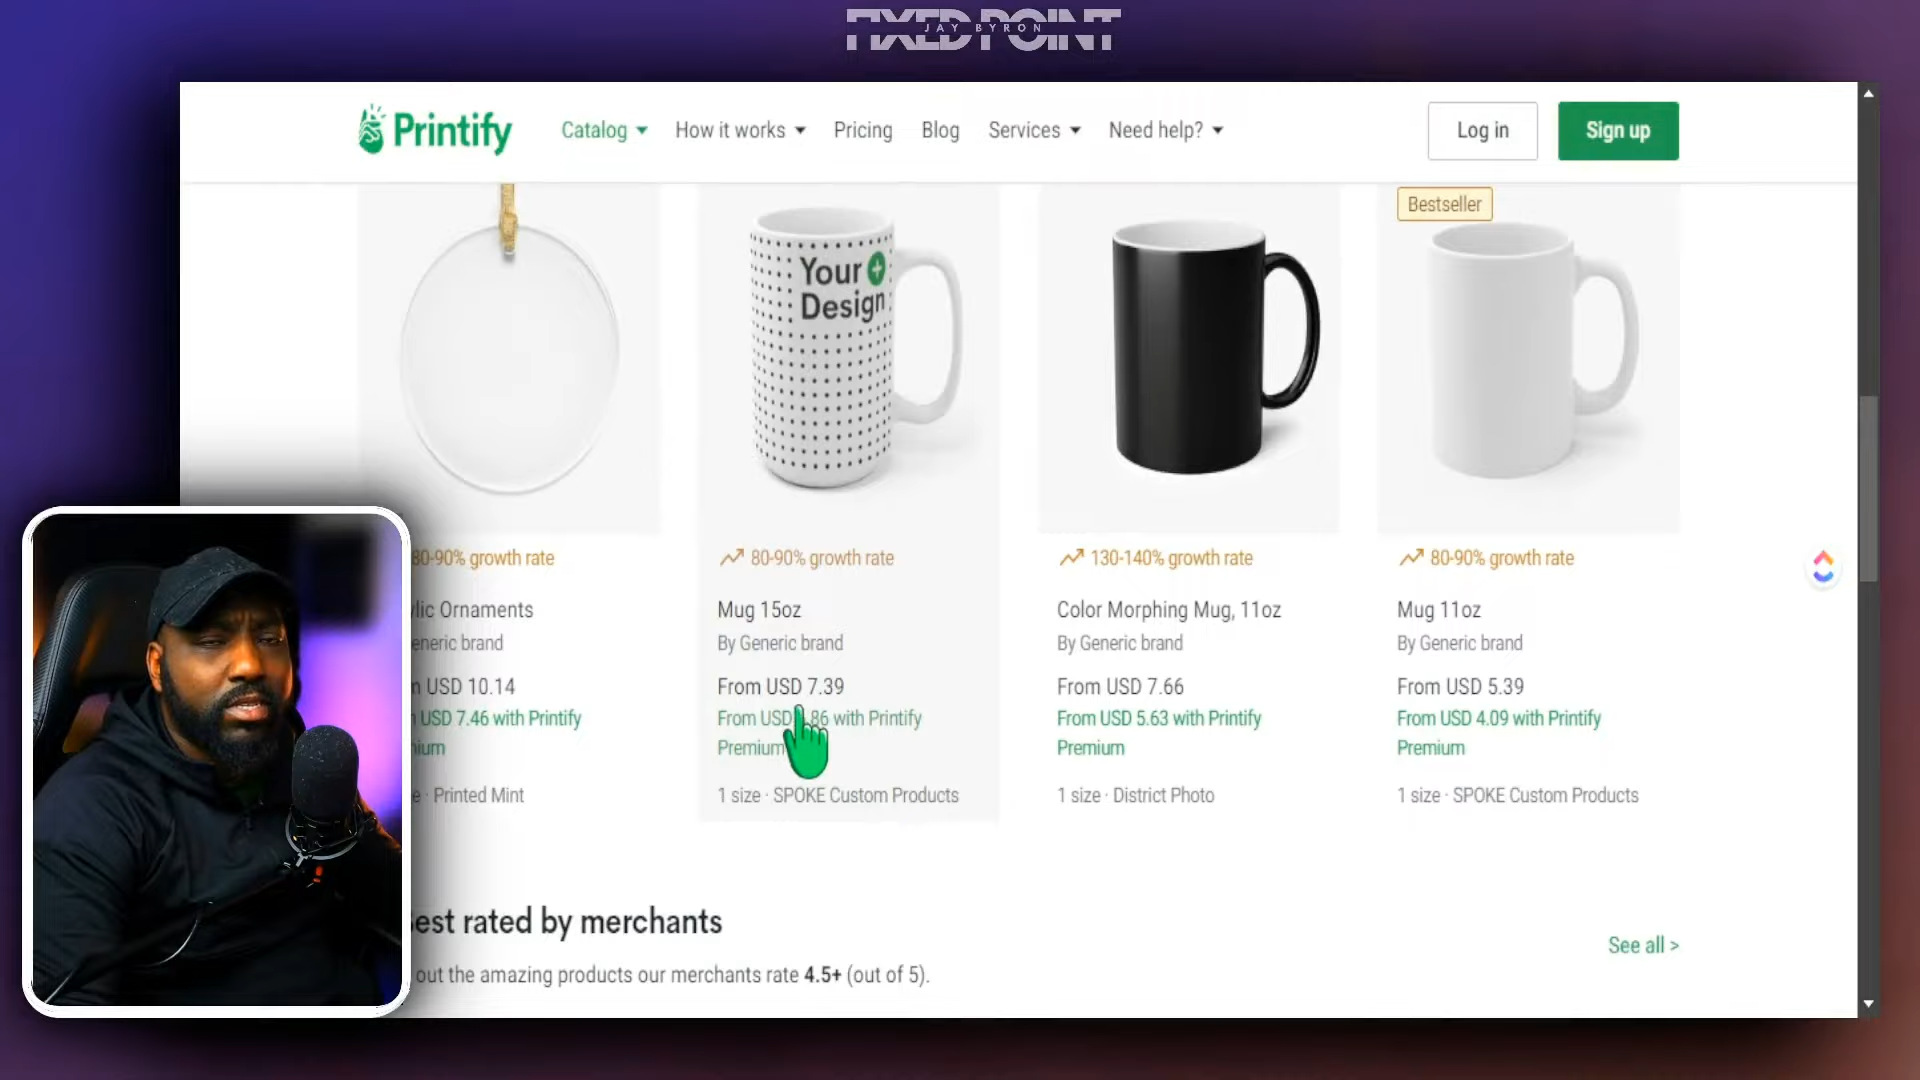 FIXED POINT
JAY BYRON
Printify
Catalog
How it works
Pricing
Blog
Services
Need help?
Log in
Sign up
Bestseller
Your
Design
80-90% growth rate
80-90% growth rate
130-140% growth rate
80-90% growth rate
Ornaments
Mug 15oz
Color Morphing Mug, 11oz
Mug 11oz
brand
By Generic brand
By Generic brand
By Generic brand
USD 10.14
From USD 7.39
From USD 7.66
From USD 5.39
USD 7.46 with Printify
From USD .86 with Printify
Premium
From USD 5.63 with Printify
Premium
From USD 4.09 with Printify
Premium
· Printed Mint
1 size · SPOKE Custom Products
1 size · District Photo
1 size · SPOKE Custom Products
rated by merchants
See all >
out the amazing products our merchants rate 4.5+ (out of 5).